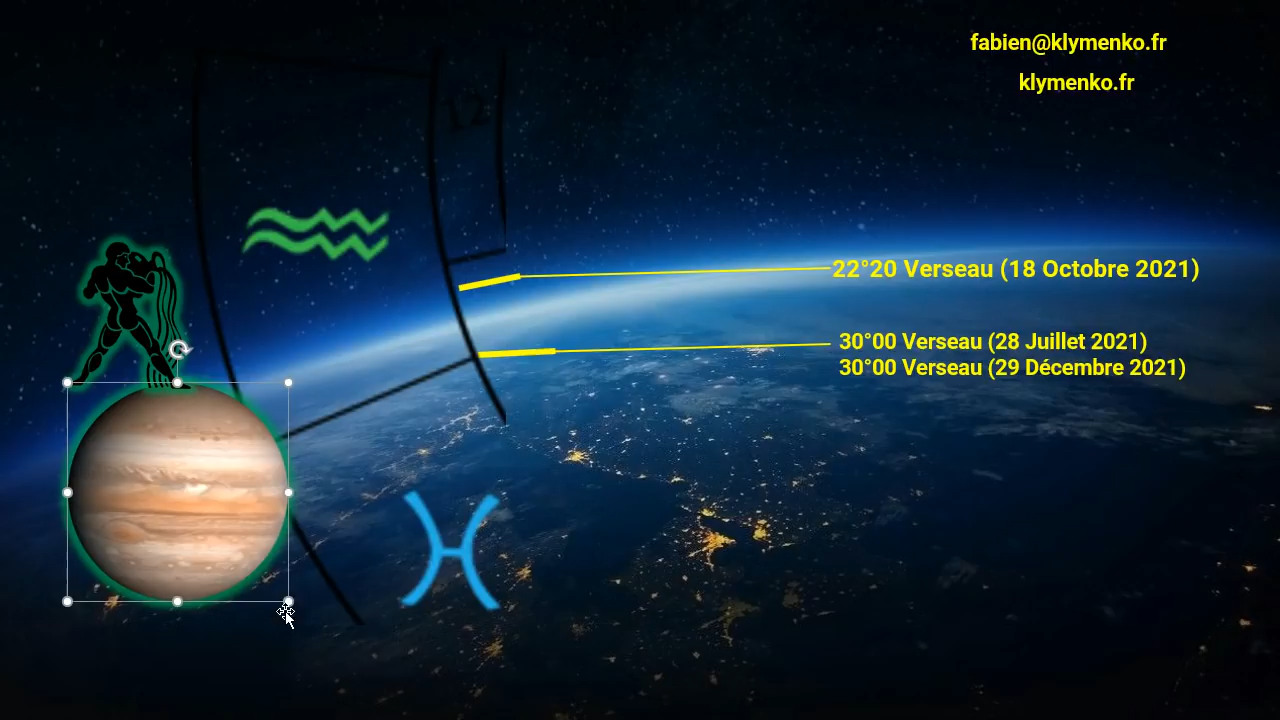 fabien@klymenko.fr
klymenko.fr
12
22°20 Verseau (18 Octobre 2021)
30°00 Verseau (28 Juillet 2021)
30°00 Verseau (29 Décembre 2021)